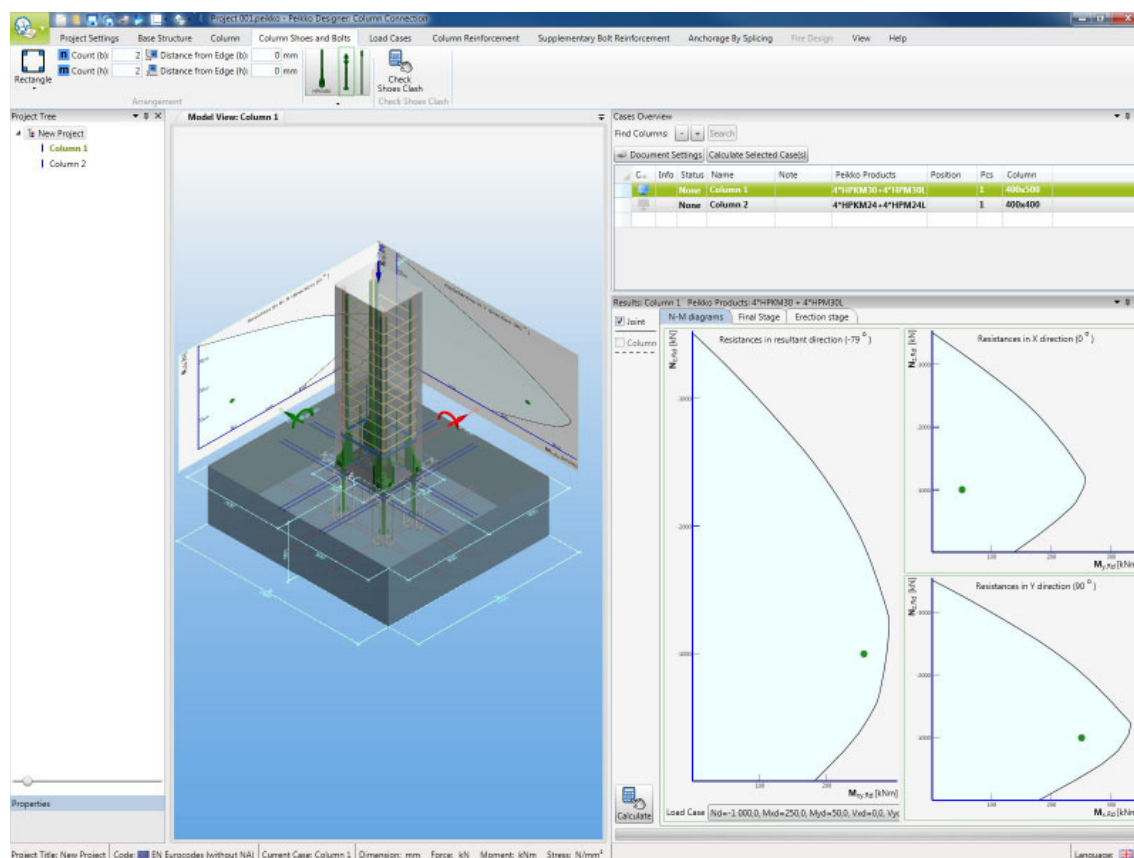 Project 001.peikko - Peikko Designer: Column Connection
Project Settings Base Structure Column Column Shoes and Bolts Load Cases Column Reinforcement Supplementary Bolt Reinforcement Anchorage By Splicing Fire Design View Help
Rectangle
n Count (b): 2 Distance from Edge (b): 0 mm
m Count (h): 2 Distance from Edge (h): 0 mm
Arrangement
HPKM30
Check Shoes Clash
Check Shoes Clash
Project Tree
New Project
Column 1
Column 2
Properties
Model View: Column 1
Cases Overview
Find Columns: - + Search
Document Settings Calculate Selected Case(s)
C... Info Status Name Note Peikko Products Position Pcs Column
None Column 1 4*HPKM30+4*HPM30L 1 400x500
None Column 2 4*HPKM24+4*HPM24L 1 400x400
Results: Column 1 Peikko Products: 4*HPKM30 + 4*HPM30L
Joint
Column
N-M diagrams Final Stage Erection stage
Resistances in resultant direction (-79 °)
Resistances in X direction (0 °)
Resistances in Y direction (90 °)
Calculate
Load Case Nd=-1 000,0, Mxd=250,0, Myd=50,0, Vxd=0,0, Vyd
Project Title: New Project Code: EN Eurocodes (without NA) Current Case: Column 1 Dimension: mm Force: kN Moment: kNm Stress: N/mm² Language: